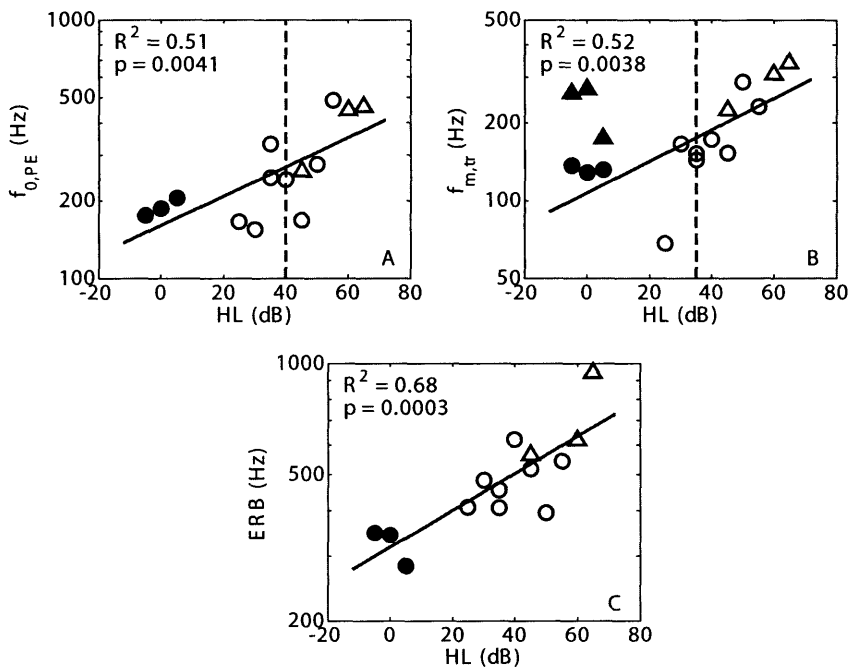 1000
500
200
100
f0,PE (Hz)
R² = 0.51
p = 0.0041
A
-20 0 20 40 60 80
HL (dB)
500
200
100
50
fm,tr (Hz)
R² = 0.52
p = 0.0038
B
-20 0 20 40 60 80
HL (dB)
1000
500
200
ERB (Hz)
R² = 0.68
p = 0.0003
C
-20 0 20 40 60 80
HL (dB)